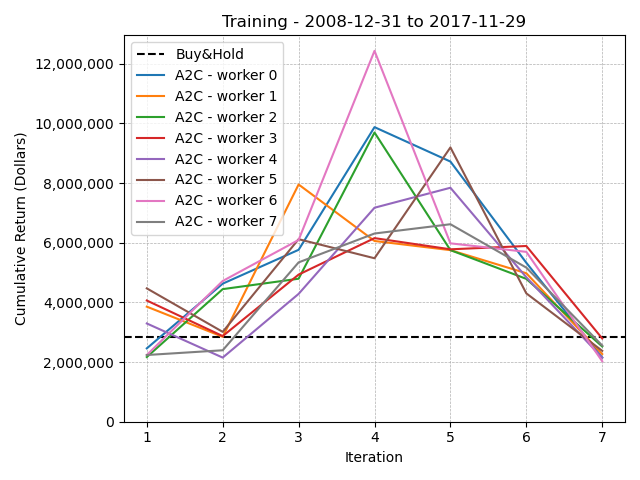 Training - 2008-12-31 to 2017-11-29
Cumulative Return (Dollars)
12,000,000
10,000,000
8,000,000
6,000,000
4,000,000
2,000,000
0
Buy&Hold
A2C - worker 0
A2C - worker 1
A2C - worker 2
A2C - worker 3
A2C - worker 4
A2C - worker 5
A2C - worker 6
A2C - worker 7
1 2 3 4 5 6 7
Iteration